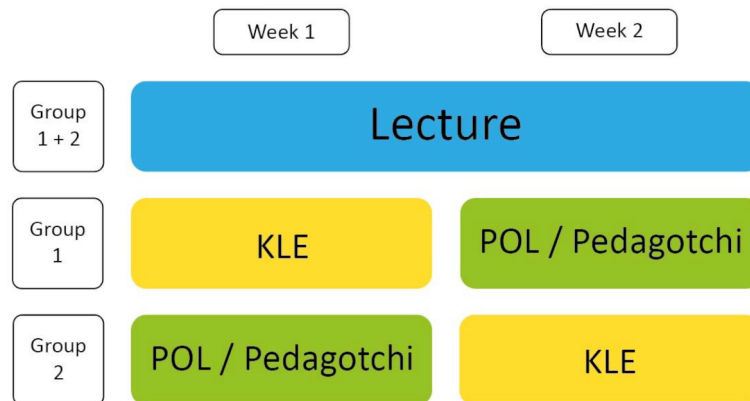 Week 1
Week 2
Group
1 + 2
Lecture
Group
1
KLE
POL / Pedagotchi
Group
2
POL / Pedagotchi
KLE